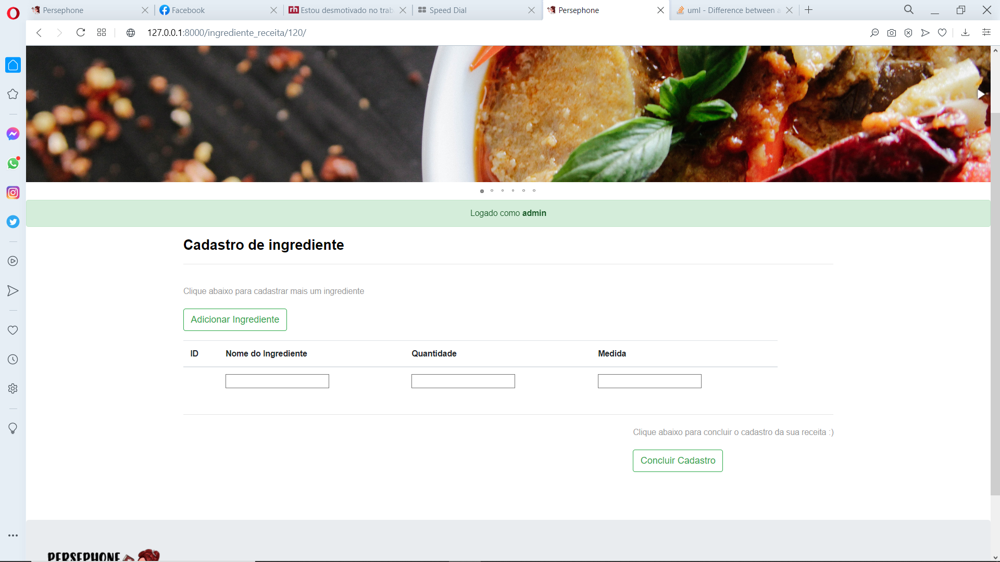 Persephone
Facebook
Estou desmotivado no trab
Speed Dial
Persephone
uml - Difference between a
127.0.0.1:8000/ingrediente_receita/120/
Logado como admin
Cadastro de ingrediente
Clique abaixo para cadastrar mais um ingrediente
Adicionar Ingrediente
ID Nome do Ingrediente Quantidade Medida
Clique abaixo para concluir o cadastro da sua receita :)
Concluir Cadastro
PERSEPHONE